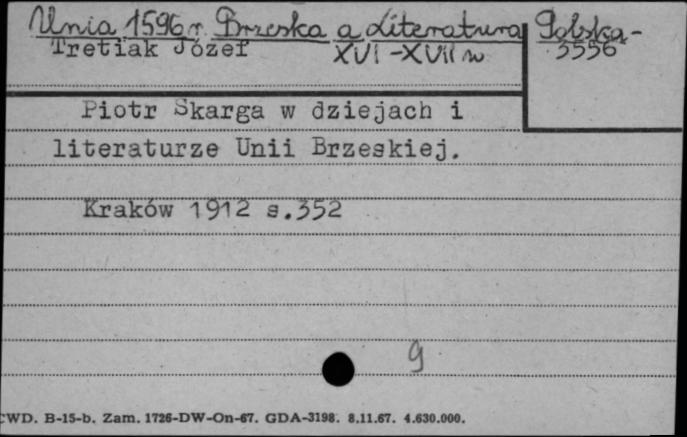 Unia 1596 r. Brzeska a Literatura Polska -
Tretiak Józef XVI-XVII w 3556
Piotr Skarga w dziejach i
literaturze Unii Brzeskiej.
Kraków 1912 s.352
9
CWD. B-15-b. Zam. 1726-DW-On-67. GDA-3198. 8.11.67. 4.630.000.